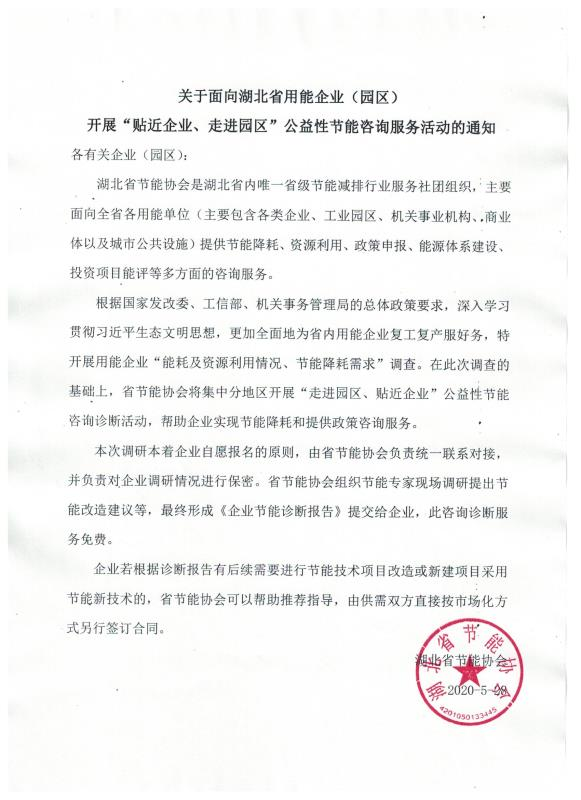 关于面向湖北省用能企业（园区）
开展“贴近企业、走进园区”公益性节能咨询服务活动的通知
各有关企业（园区）：
湖北省节能协会是湖北省内唯一省级节能减排行业服务社团组织，主要
面向全省各用能单位（主要包含各类企业、工业园区、机关事业机构、商业
体以及城市公共设施）提供节能降耗、资源利用、政策申报、能源体系建设、
投资项目能评等多方面的咨询服务。
根据国家发改委、工信部、机关事务管理局的总体政策要求，深入学习
贯彻习近平生态文明思想，更加全面地为省内用能企业复工复产服好务，特
开展用能企业“能耗及资源利用情况、节能降耗需求”调查。在此次调查的
基础上，省节能协会将集中分地区开展“走进园区、贴近企业”公益性节能
咨询诊断活动，帮助企业实现节能降耗和提供政策咨询服务。
本次调研本着企业自愿报名的原则，由省节能协会负责统一联系对接，
并负责对企业调研情况进行保密。省节能协会组织节能专家现场调研提出节
能改造建议等，最终形成《企业节能诊断报告》提交给企业，此咨询诊断服
务免费。
企业若根据诊断报告有后续需要进行节能技术项目改造或新建项目采用
节能新技术的，省节能协会可以帮助推荐指导，由供需双方直接按市场化方
式另行签订合同。
湖北省节能协会
2020-5-28
湖北省节能协会
4201050133445